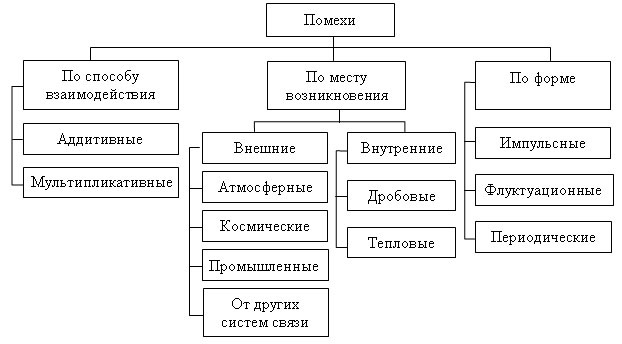 Помехи
По способу
взаимодействия
Аддитивные
Мультипликативные
По месту
возникновения
Внешние
Атмосферные
Космические
Промышленные
От других
систем связи
Внутренние
Дробовые
Тепловые
По форме
Импульсные
Флуктуационные
Периодические